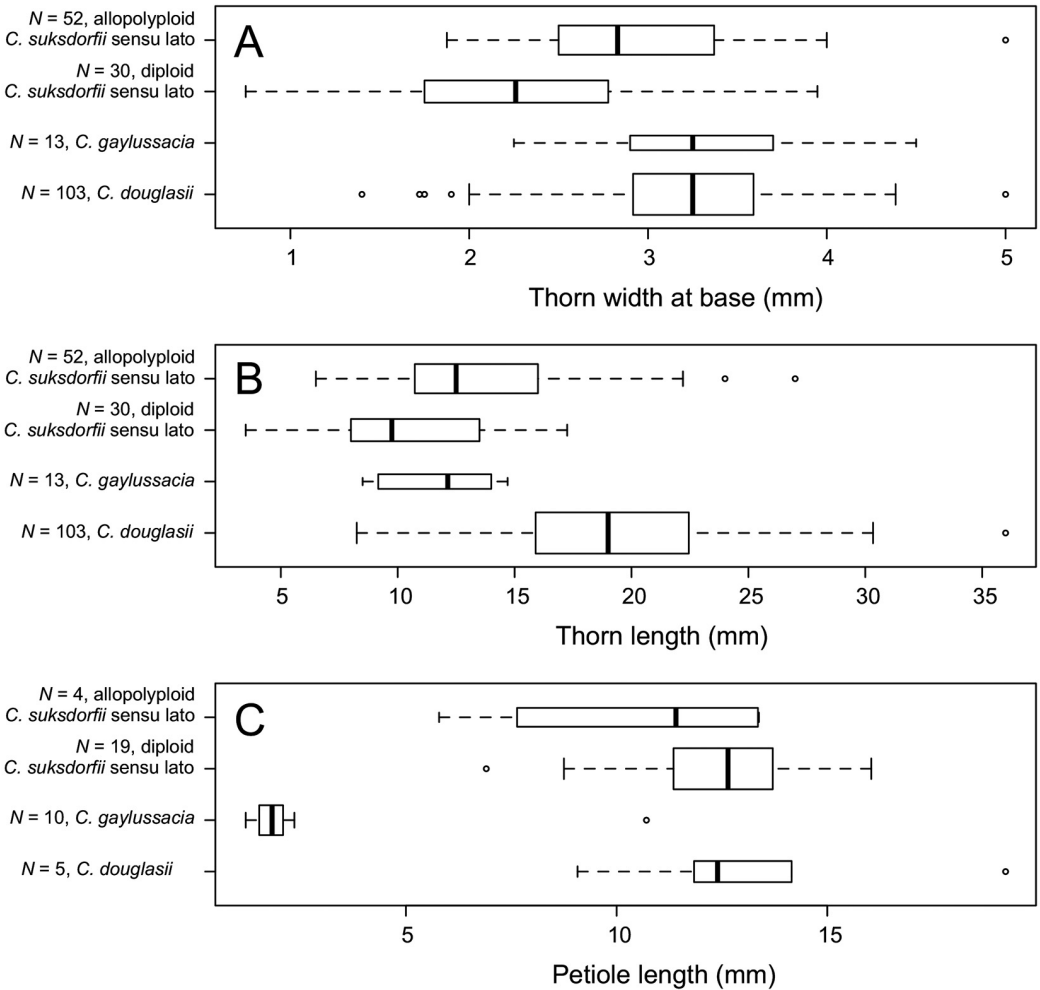 N = 52, allopolyploid
C. suksdorfii sensu lato
A
N = 30, diploid
C. suksdorfii sensu lato
N = 13, C. gaylussacia
N = 103, C. douglasii
1 2 3 4 5
Thorn width at base (mm)
N = 52, allopolyploid
C. suksdorfii sensu lato
B
N = 30, diploid
C. suksdorfii sensu lato
N = 13, C. gaylussacia
N = 103, C. douglasii
5 10 15 20 25 30 35
Thorn length (mm)
N = 4, allopolyploid
C. suksdorfii sensu lato
C
N = 19, diploid
C. suksdorfii sensu lato
N = 10, C. gaylussacia
N = 5, C. douglasii
5 10 15
Petiole length (mm)